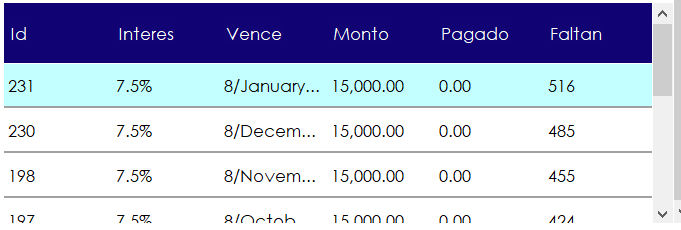 Id Interes Vence Monto Pagado Faltan
231 7.5% 8/January... 15,000.00 0.00 516
230 7.5% 8/Decem... 15,000.00 0.00 485
198 7.5% 8/Novem... 15,000.00 0.00 455
197 7.5% 8/Octob... 15,000.00 0.00 424